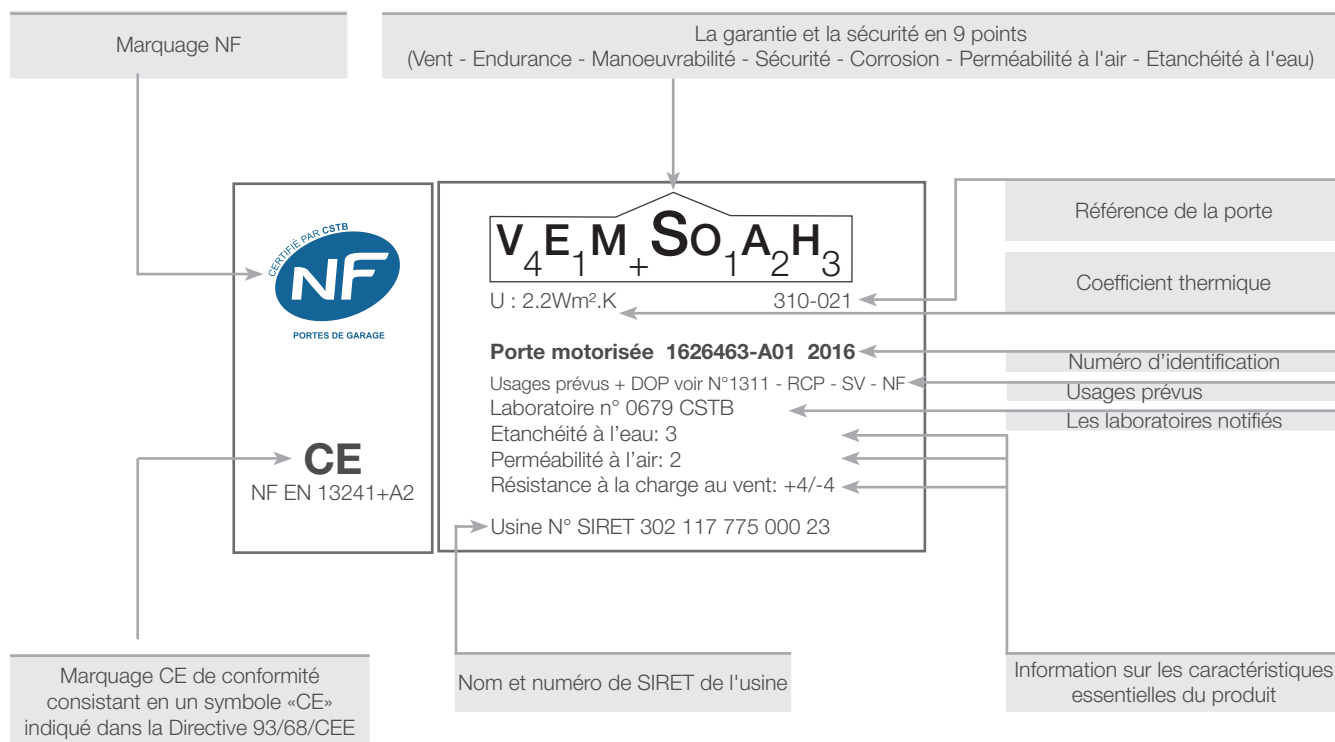 Marquage NF
La garantie et la sécurité en 9 points
(Vent - Endurance - Manoeuvrabilité - Sécurité - Corrosion - Perméabilité à l'air - Etanchéité à l'eau)
CERTIFIÉ PAR CSTB
NF
PORTES DE GARAGE
CE
NF EN 13241+A2
V4E1M+SO1A2H3
U : 2.2Wm².K 310-021
Porte motorisée 1626463-A01 2016
Usages prévus + DOP voir N°1311 - RCP - SV - NF
Laboratoire n° 0679 CSTB
Etanchéité à l’eau: 3
Perméabilité à l’air: 2
Résistance à la charge au vent: +4/-4
Usine N° SIRET 302 117 775 000 23
Référence de la porte
Coefficient thermique
Numéro d’identification
Usages prévus
Les laboratoires notifiés
Marquage CE de conformité
consistant en un symbole «CE»
indiqué dans la Directive 93/68/CEE
Nom et numéro de SIRET de l'usine
Information sur les caractéristiques
essentielles du produit